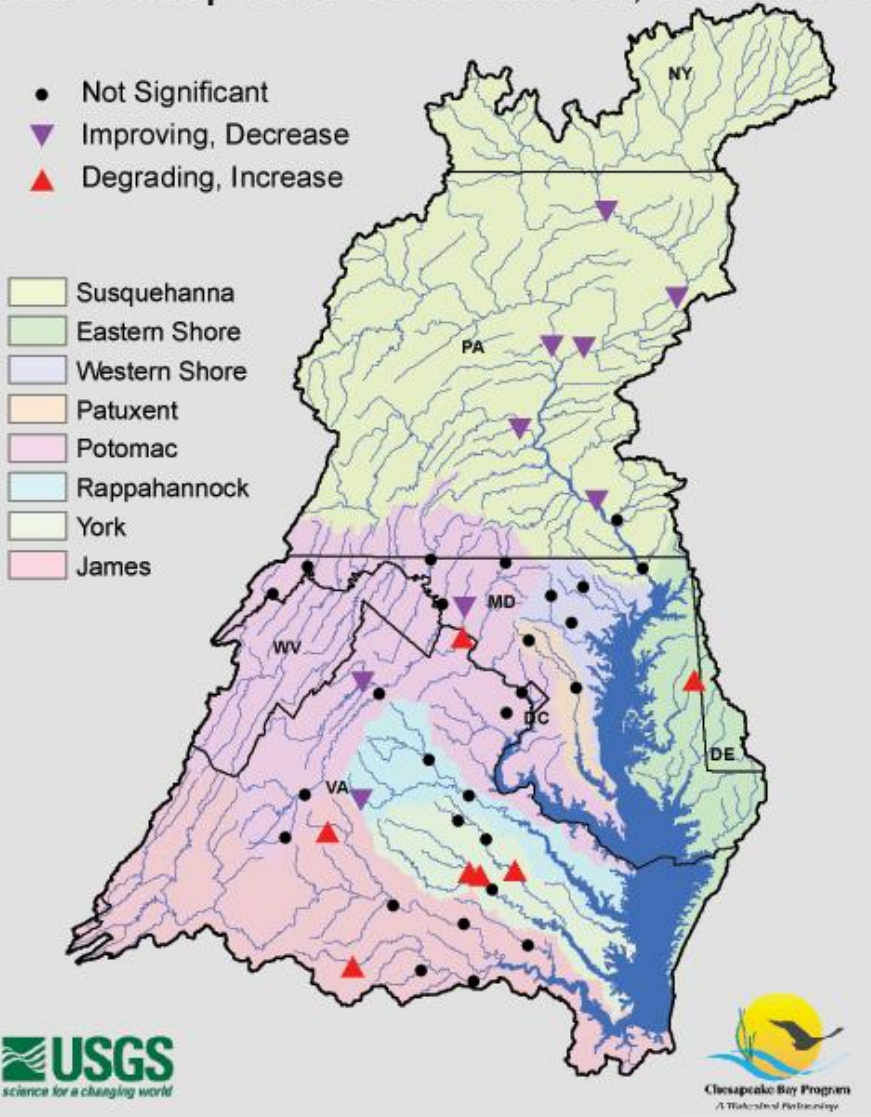 NY
Not Significant
Improving, Decrease
Degrading, Increase
Susquehanna
Eastern Shore
PA
Western Shore
Patuxent
Potomac
Rappahannock
York
James
MD
WV
DC
DE
VA
USGS
science for a changing world
Chesapeake Bay Program
A Watershed Partnership